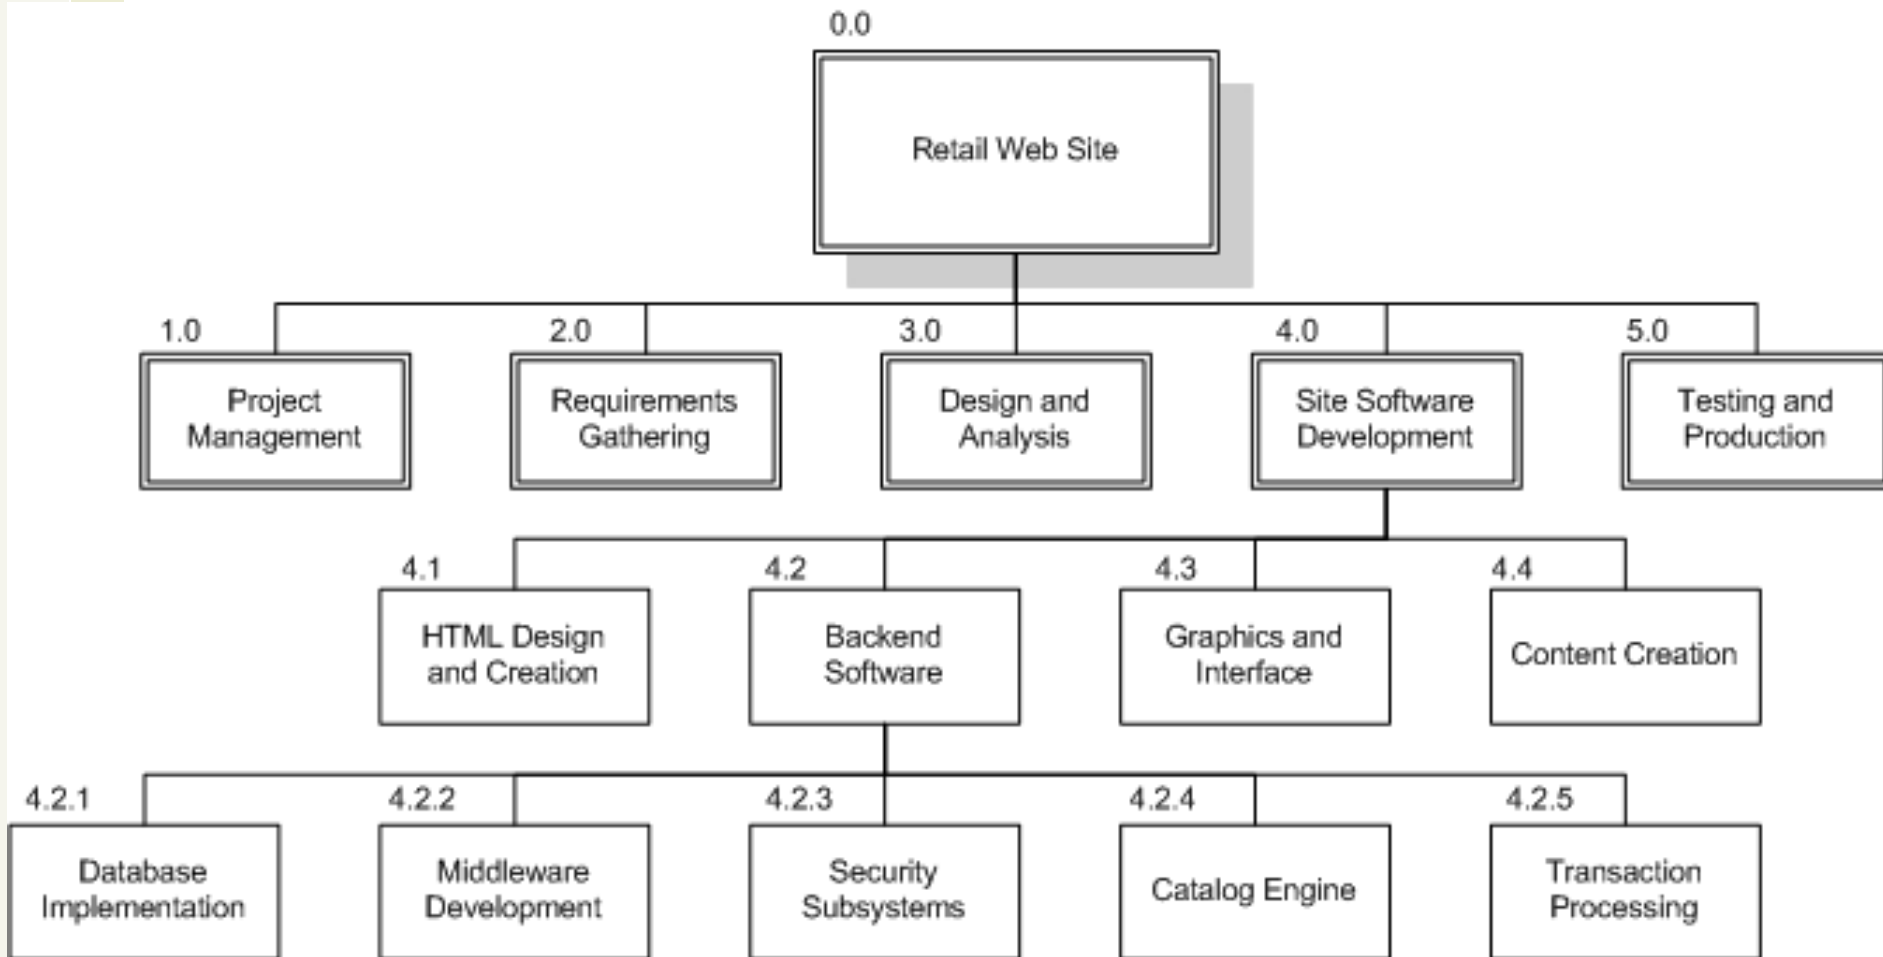 0.0
Retail Web Site
1.0
2.0
3.0
4.0
5.0
Project
Management
Requirements
Gathering
Design and
Analysis
Site Software
Development
Testing and
Production
4.1
4.2
4.3
4.4
HTML Design
and Creation
Backend
Software
Graphics and
Interface
Content Creation
4.2.1
4.2.2
4.2.3
4.2.4
4.2.5
Database
Implementation
Middleware
Development
Security
Subsystems
Catalog Engine
Transaction
Processing